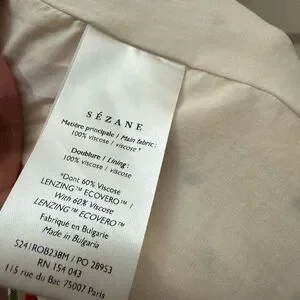 SÉZANE
Matière principale / Main fabric:
100% viscose / viscose *
Doublure / Lining:
100% viscose / viscose
*Dont 60% Viscose
LENZING™ ECOVERO™ /
With 60% Viscose
LENZING™ ECOVERO™
Fabriqué en Bulgarie
Made in Bulgaria
S24 | ROB23BM / PO 28953
RN 154 043
115 rue du Bac 75007 Paris